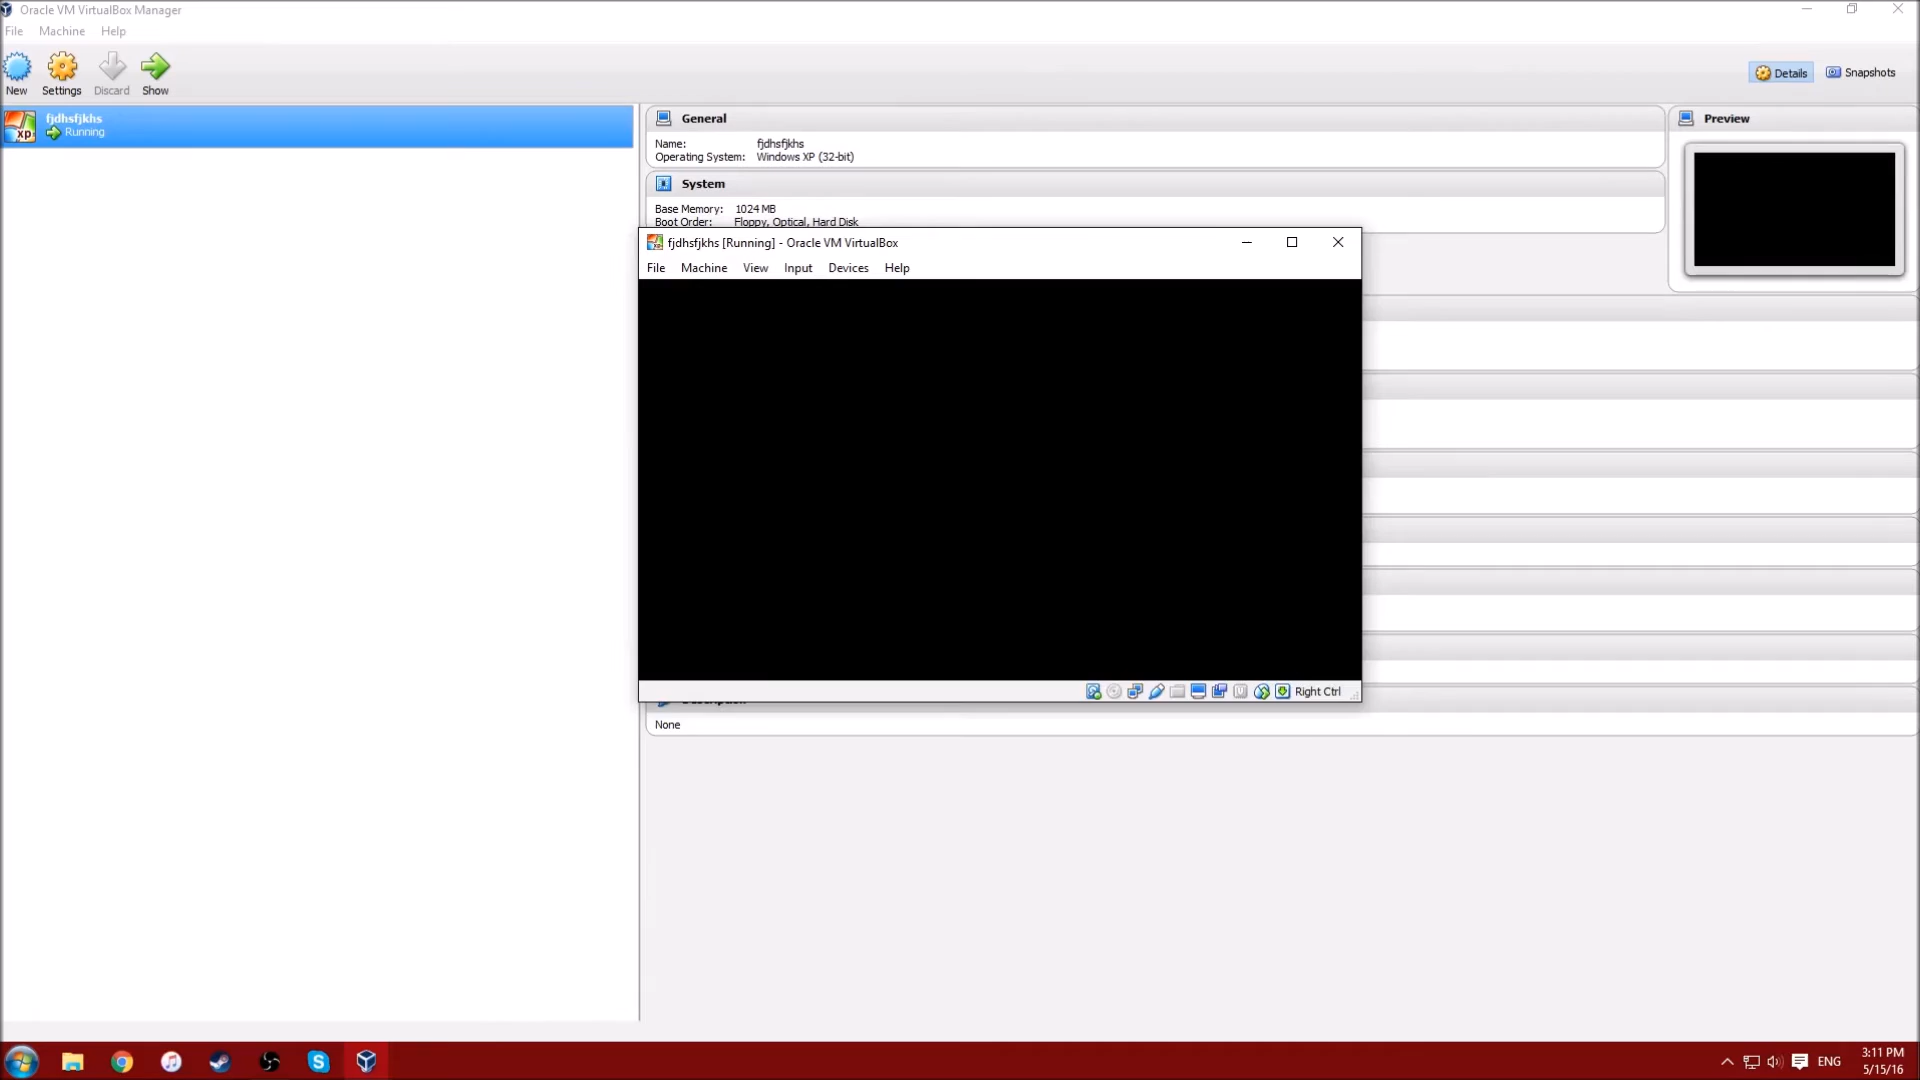 Oracle VM VirtualBox Manager
File Machine Help
New Settings Discard Show
Details Snapshots
fjdhsfjkhs
Running
xp
General
Name: fjdhsfjkhs
Operating System: Windows XP (32-bit)
Preview
System
Base Memory: 1024 MB
Boot Order: Floppy, Optical, Hard Disk
fjdhsfjkhs [Running] - Oracle VM VirtualBox
File Machine View Input Devices Help
Right Ctrl
None
ENG
3:11 PM
5/15/16